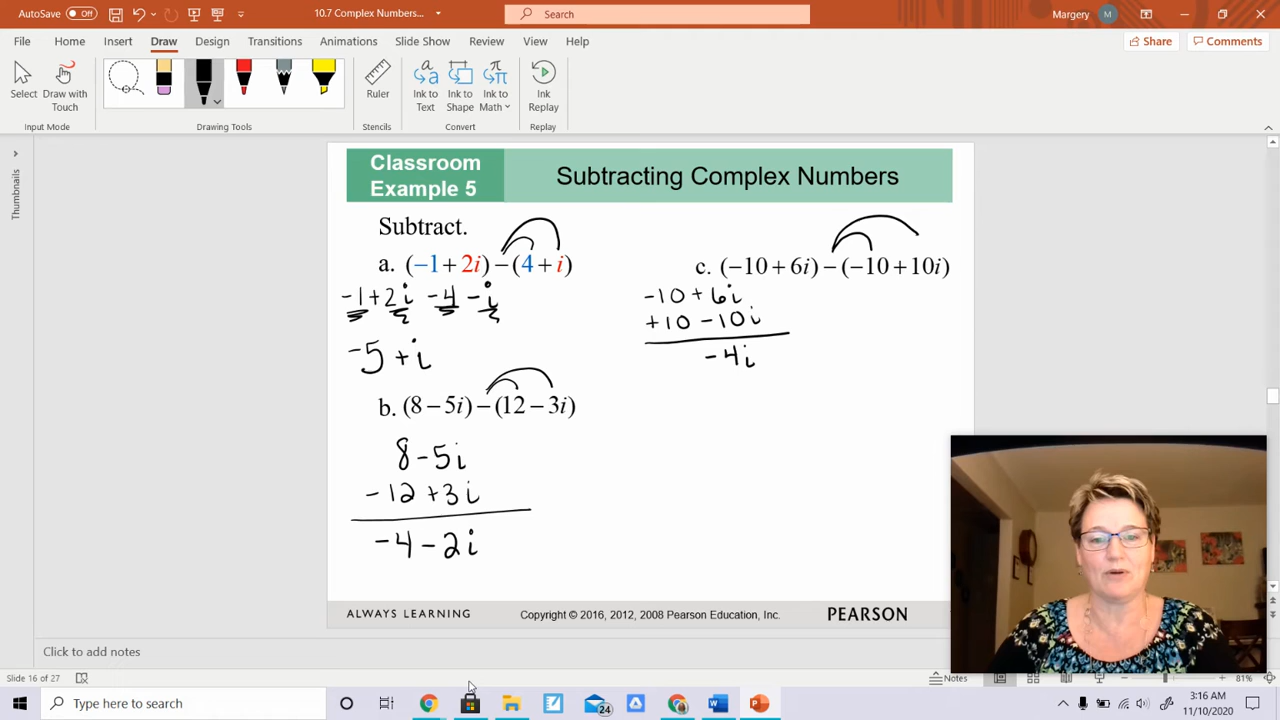 AutoSave Off 10.7 Complex Numbers... Search Margery M
File Home Insert Draw Design Transitions Animations Slide Show Review View Help Share Comments
Select Draw with Touch Ruler Ink to Text Ink to Shape Ink to Math Ink Replay
Input Mode Drawing Tools Stencils Convert Replay
Thumbnails
Classroom Example 5
Subtracting Complex Numbers
Subtract.
a. (−1 + 2i) − (4 + i)
-1+2i -4 -i
-5 +i
b. (8 − 5i) − (12 − 3i)
8-5i
-12 +3i
-4-2i
c. (−10 + 6i) − (−10 + 10i)
-10+6i
+10 -10i
-4i
ALWAYS LEARNING Copyright © 2016, 2012, 2008 Pearson Education, Inc. PEARSON
Click to add notes
Slide 16 of 27 Notes 81%
Type here to search 24 3:16 AM
11/10/2020